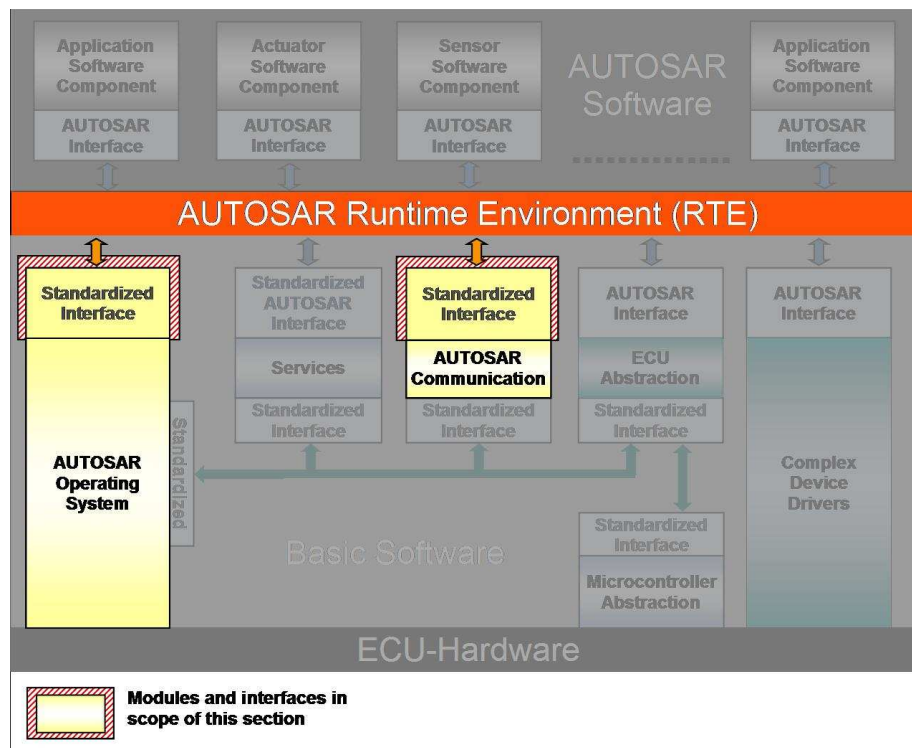 Application
Software
Component
AUTOSAR
Interface
Actuator
Software
Component
AUTOSAR
Interface
Sensor
Software
Component
AUTOSAR
Interface
AUTOSAR
Software
Application
Software
Component
AUTOSAR
Interface
AUTOSAR Runtime Environment (RTE)
Standardized
Interface
AUTOSAR
Operating
System
Standardized
Standardized
AUTOSAR
Interface
Services
Standardized
Interface
Standardized
Interface
AUTOSAR
Communication
Standardized
Interface
AUTOSAR
Interface
ECU
Abstraction
Standardized
Interface
AUTOSAR
Interface
Complex
Device
Drivers
Basic Software
Standardized
Interface
Microcontroller
Abstraction
ECU-Hardware
Modules and interfaces in
scope of this section